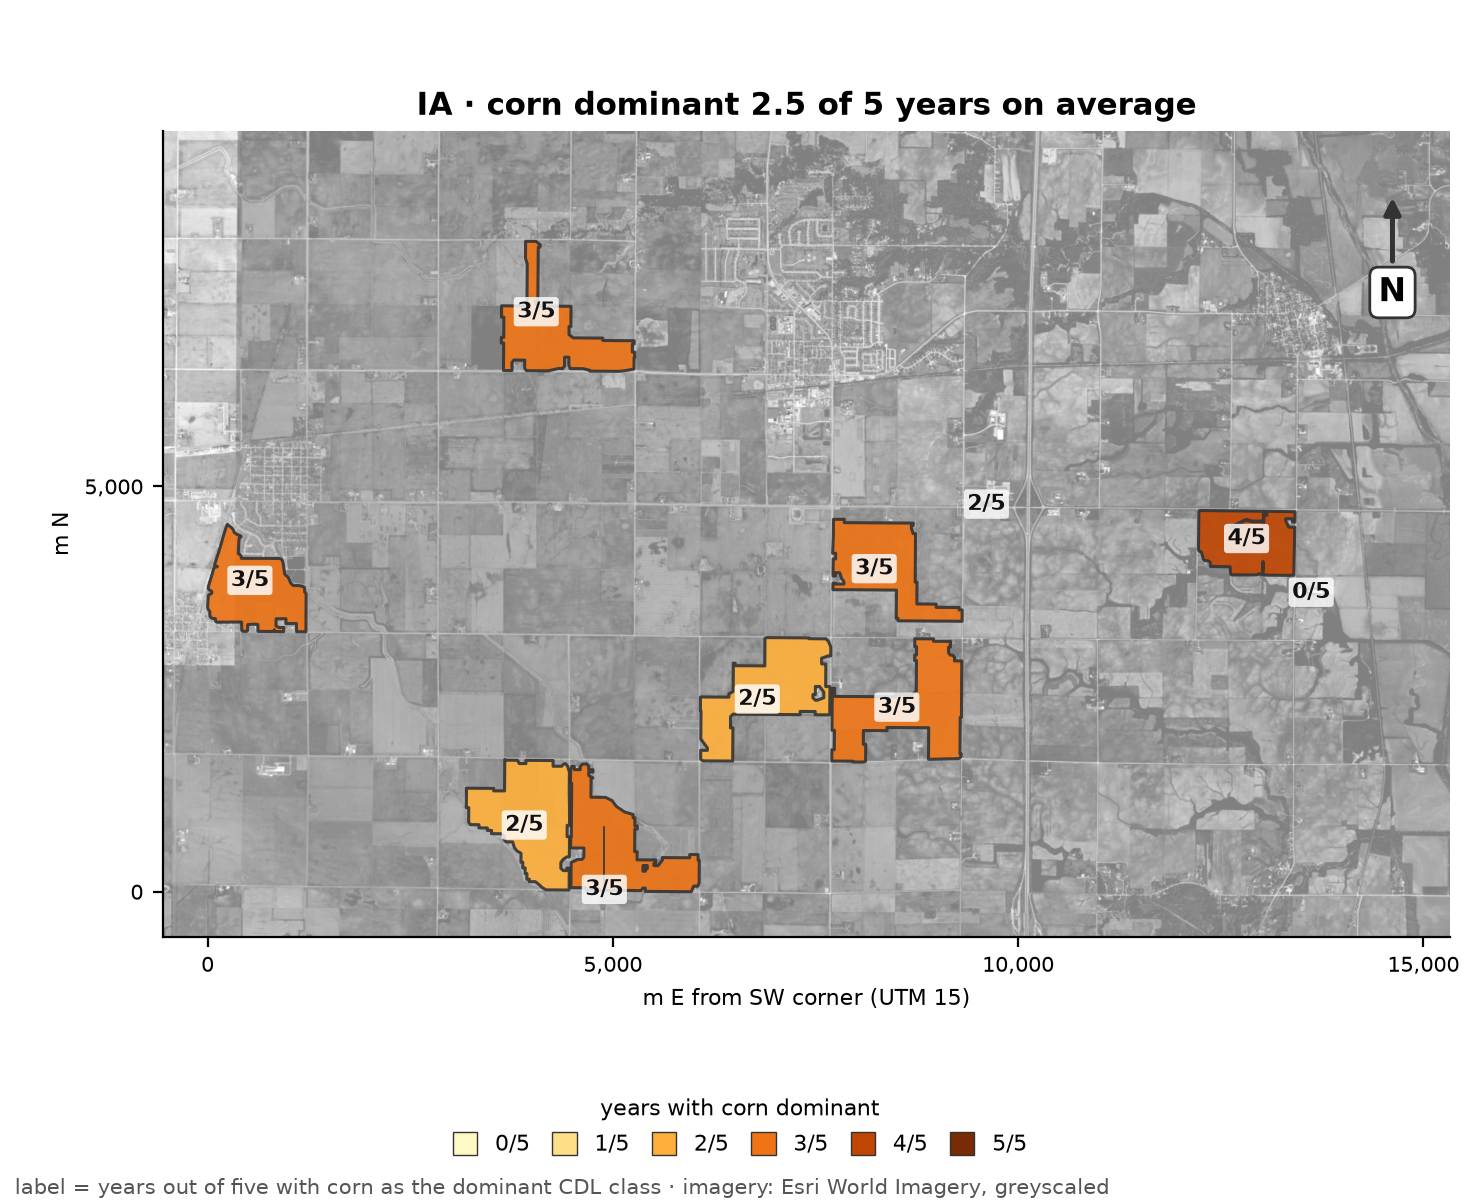 IA · corn dominant 2.5 of 5 years on average
N
3/5
5,000
2/5
4/5
3/5
3/5
0/5
m N
2/5
3/5
2/5
3/5
0
0
5,000
10,000
15,000
m E from SW corner (UTM 15)
years with corn dominant
0/5 1/5 2/5 3/5 4/5 5/5
label = years out of five with corn as the dominant CDL class · imagery: Esri World Imagery, greyscaled